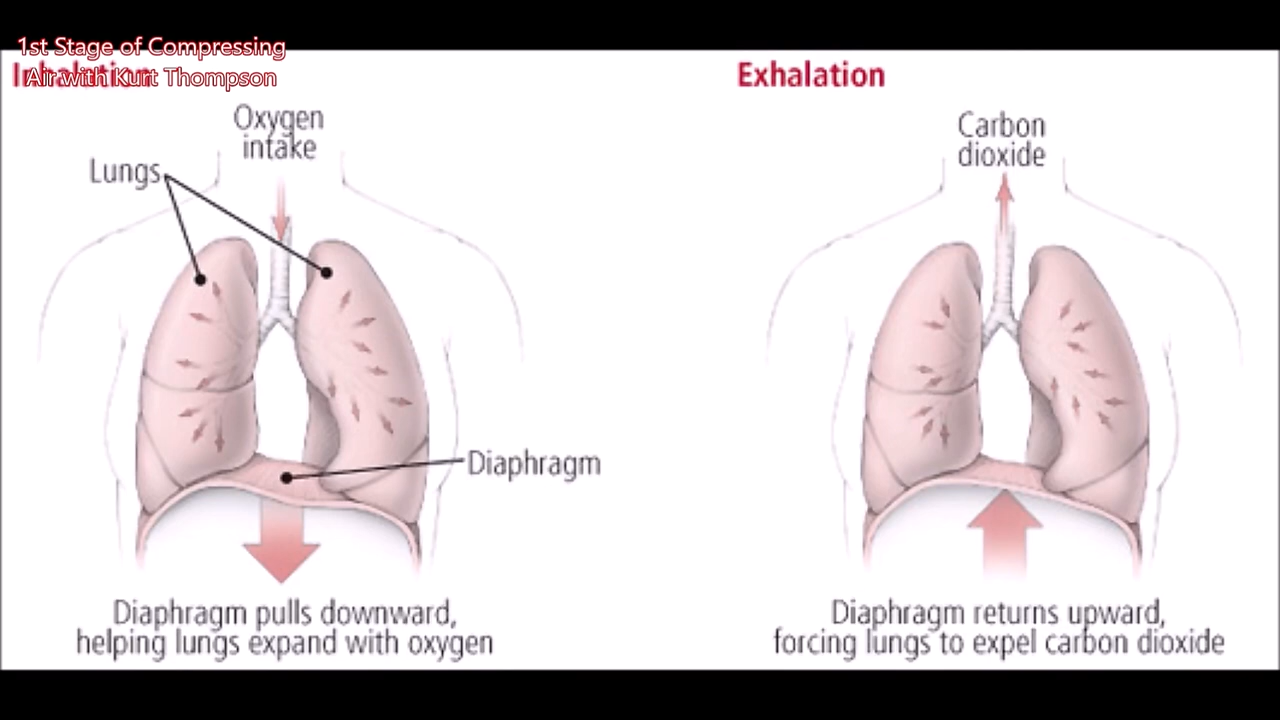 1st Stage of Compressing
Air with Kurt Thompson
Inhalation
Oxygen
intake
Lungs
Diaphragm
Diaphragm pulls downward,
helping lungs expand with oxygen
Exhalation
Carbon
dioxide
Diaphragm returns upward,
forcing lungs to expel carbon dioxide